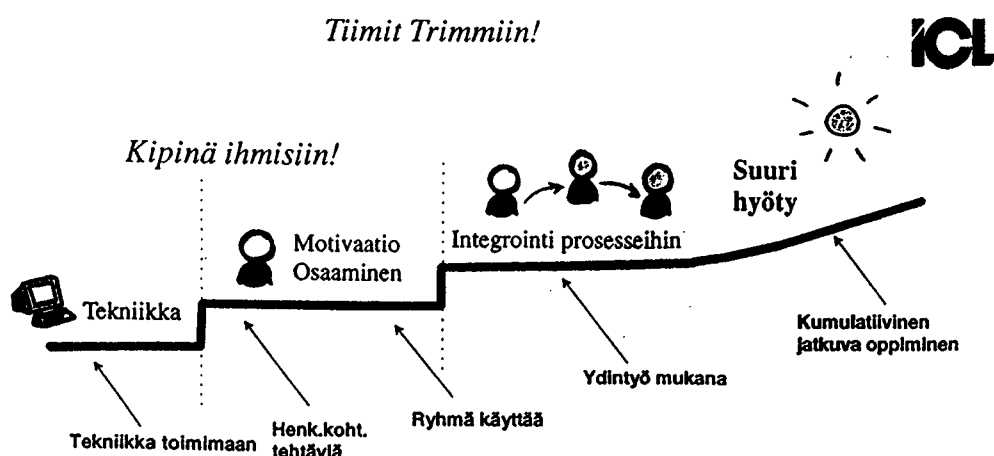 Tiimit Trimmiin!
ICL
Kipinä ihmisiin!
Suuri
hyöty
Motivaatio
Osaaminen
Integrointi prosesseihin
Tekniikka
Kumulatiivinen
jatkuva oppiminen
Ydintyö mukana
Ryhmä käyttää
Henk.koht.
tehtäviä
Tekniikka toimimaan